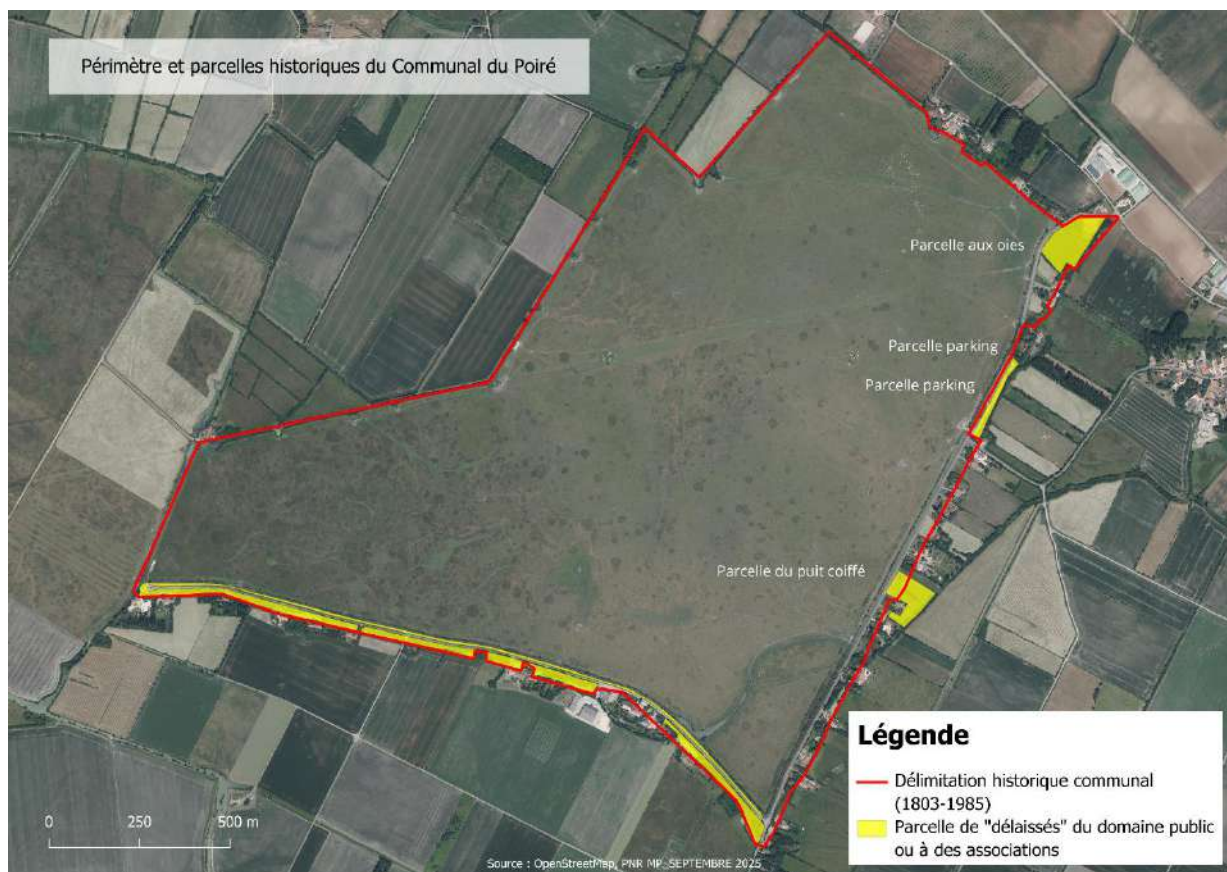 Périmètre et parcelles historiques du Communal du Poiré
Parcelle aux oies
Parcelle parking
Parcelle parking
Parcelle du puit coiffé
Légende
Délimitation historique communal
(1803-1985)
Parcelle de "délaissés" du domaine public
ou à des associations
0 250 500 m
Source : OpenStreetMap, PNR MP, SEPTEMBRE 2025